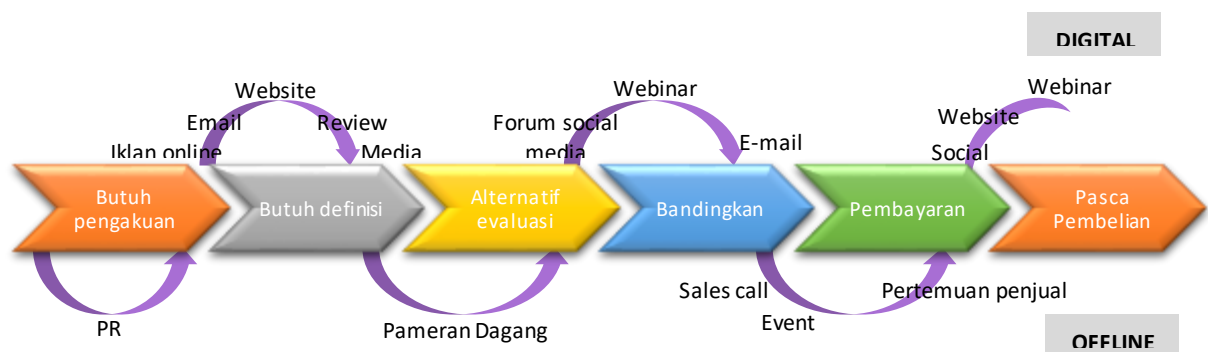 DIGITAL
Website
Webinar
Webinar
Email
Review
Forum social
Website
Iklan online
Media
media
E-mail
Social
Butuh
pengakuan
Butuh definisi
Alternatif
evaluasi
Bandingkan
Pembayaran
Pasca
Pembelian
Sales call
Pertemuan penjual
PR
Pameran Dagang
Event
OFFLINE